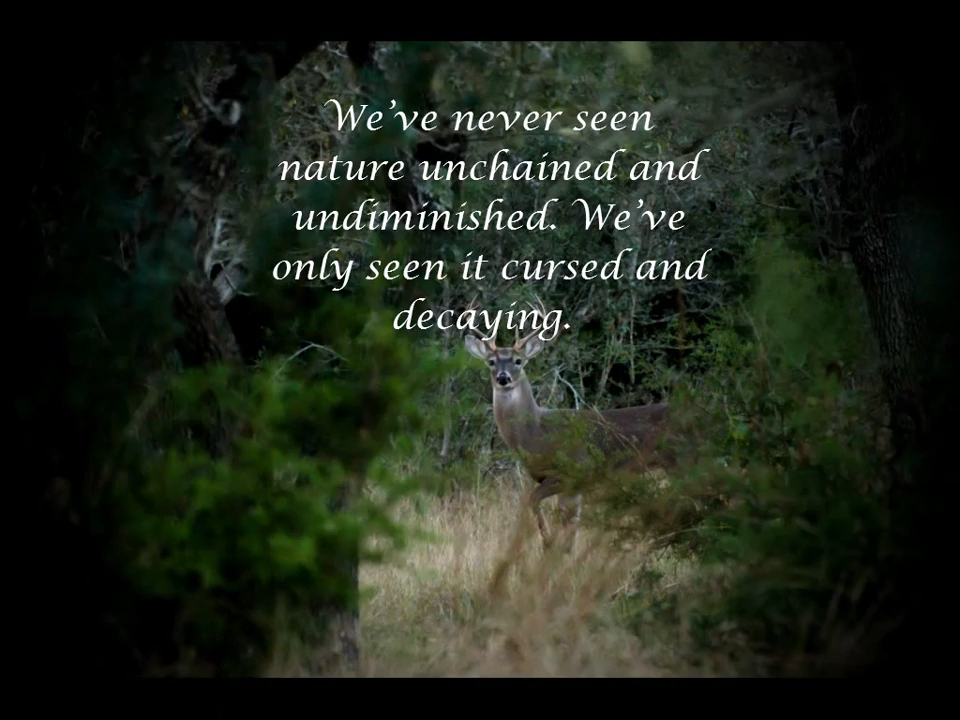 We've never seen
nature unchained and
undiminished. We've
only seen it cursed and
decaying.